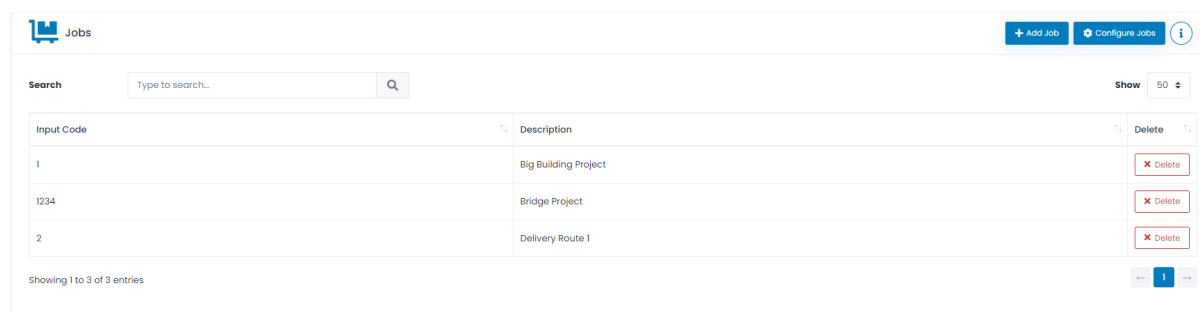 Jobs
Add Job
Configure Jobs
Search
Type to search...
Show
50
Input Code
Description
Delete
1
Big Building Project
Delete
1234
Bridge Project
Delete
2
Delivery Route 1
Delete
Showing 1 to 3 of 3 entries
← 1 →